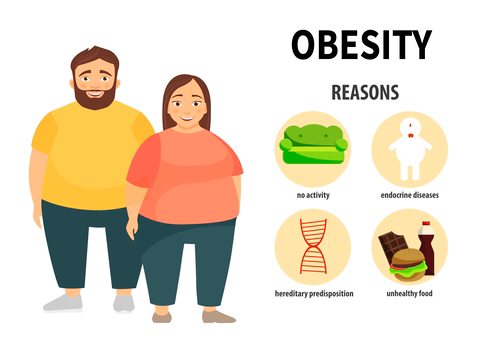 OBESITY
REASONS
no activity
endocrine diseases
hereditary predisposition
unhealthy food